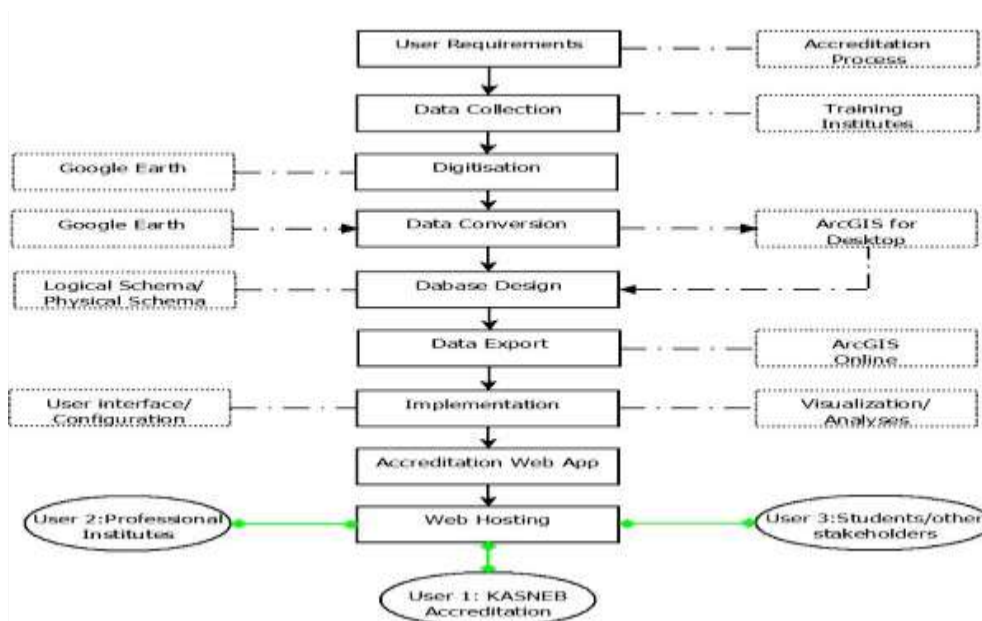 User Requirements
Accreditation
Process
Data Collection
Training
Institutes
Google Earth
Digitisation
Google Earth
Data Conversion
ArcGIS for
Desktop
Logical Schema/
Physical Schema
Dabase Design
Data Export
ArcGIS
Online
User interface/
Configuration
Implementation
Visualization/
Analyses
Accreditation Web App
User 2:Professional
Institutes
Web Hosting
User 3:Students/other
stakeholders
User 1: KASNEB
Accreditation